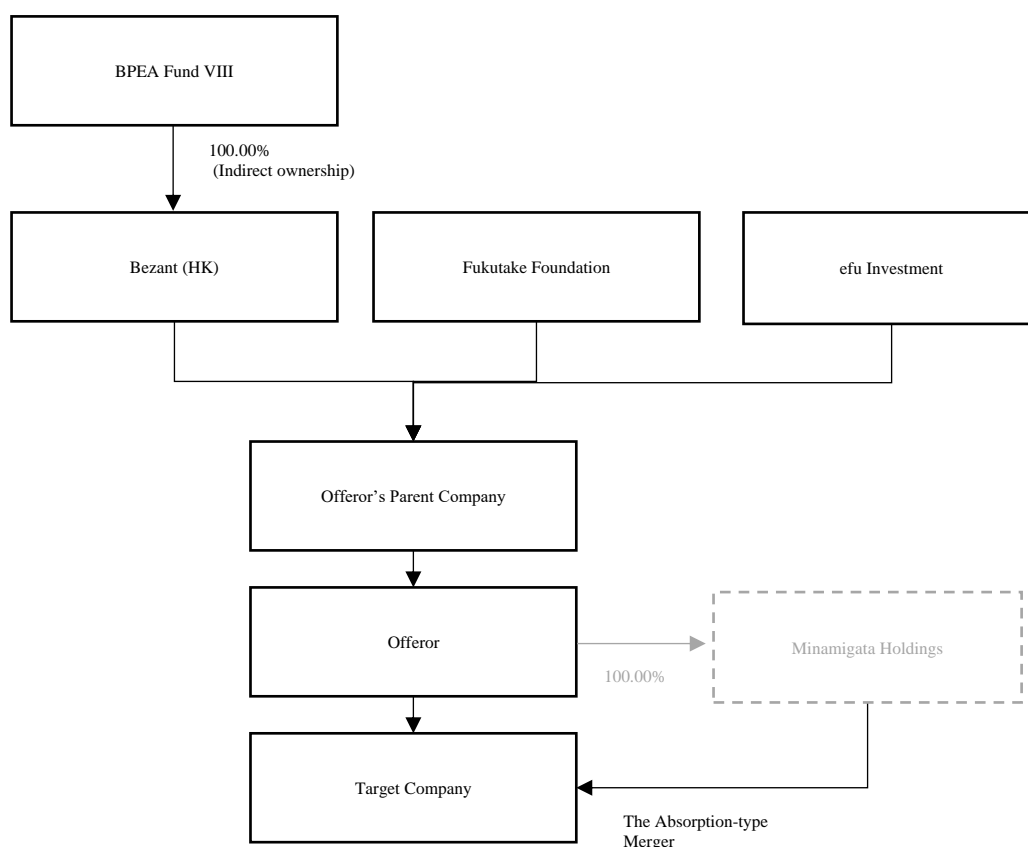 BPEA Fund VIII
100.00%
(Indirect ownership)
Bezant (HK)
Fukutake Foundation
efu Investment
Offeror’s Parent Company
Offeror
100.00%
Minamigata Holdings
Target Company
The Absorption-type
Merger